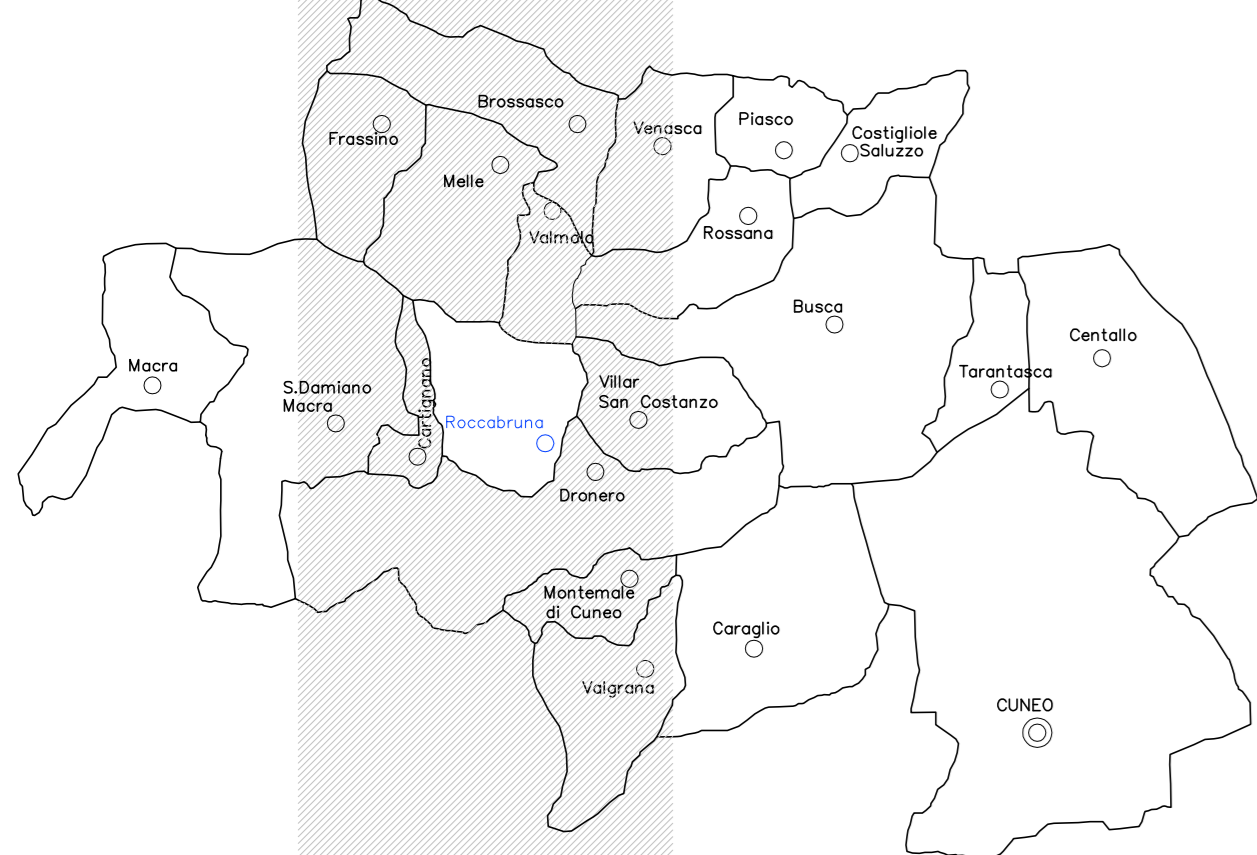 Brossasco
Frassino
Venasca
Piasco
Costigliole
Saluzzo
Melle
Valmala
Rossana
Busca
Centallo
Macra
Tarantasca
S.Damiano
Macra
Cartignano
Villar
San Costanzo
Roccabruna
Dronero
Montemale
di Cuneo
Caraglio
Valgrana
CUNEO